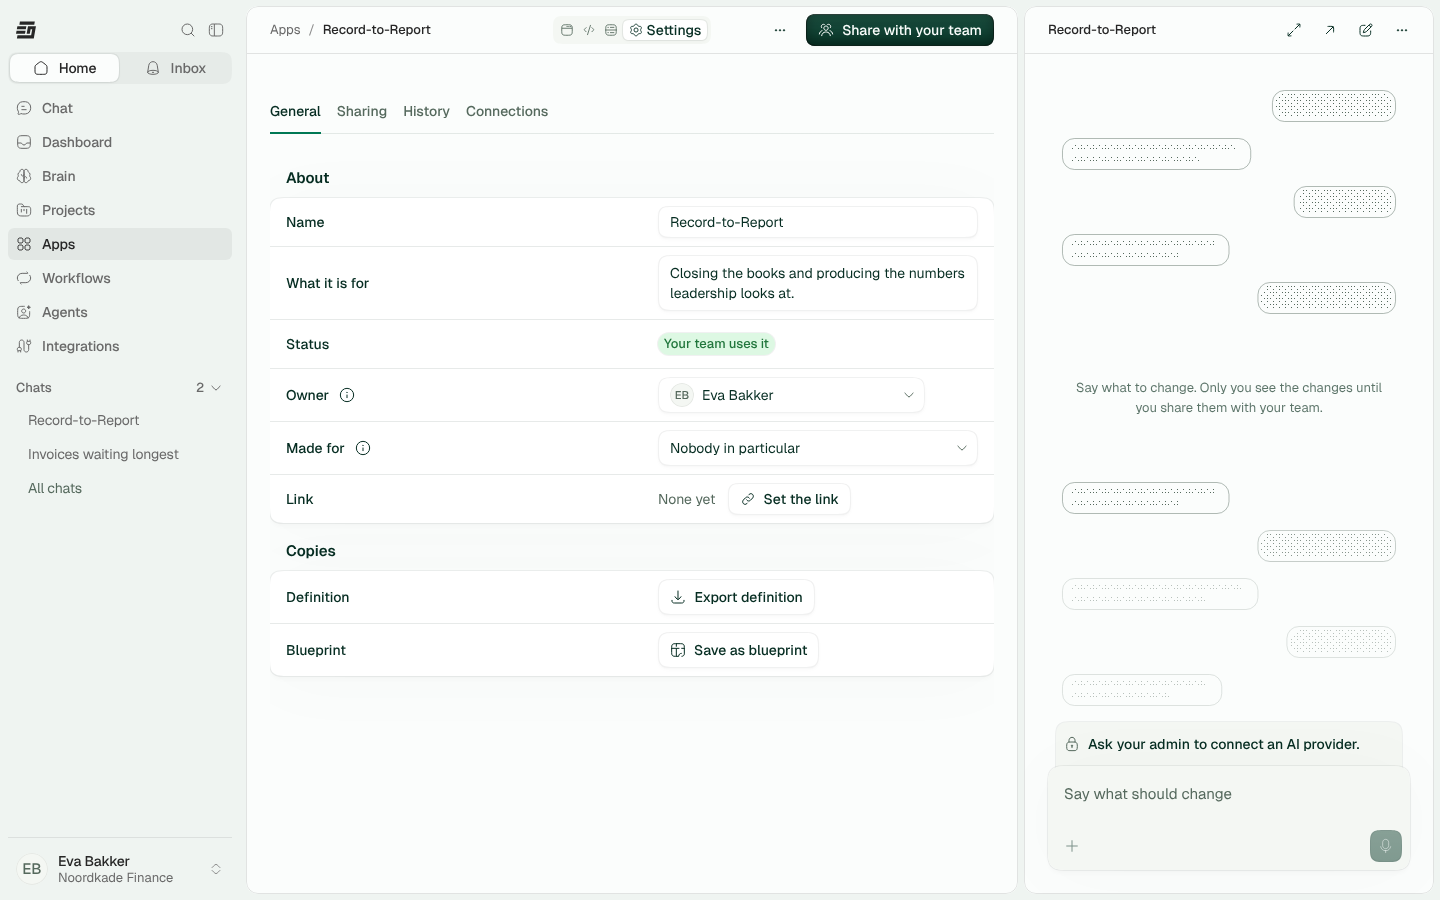 Home
Inbox
Chat
Dashboard
Brain
Projects
Apps
Workflows
Agents
Integrations
Chats 2
Record-to-Report
Invoices waiting longest
All chats
EB
Eva Bakker
Noordkade Finance
Apps / Record-to-Report
Settings
Share with your team
General Sharing History Connections
About
Name
Record-to-Report
What it is for
Closing the books and producing the numbers
leadership looks at.
Status
Your team uses it
Owner
EB Eva Bakker
Made for
Nobody in particular
Link
None yet
Set the link
Copies
Definition
Export definition
Blueprint
Save as blueprint
Record-to-Report
Say what to change. Only you see the changes until
you share them with your team.
Ask your admin to connect an AI provider.
Say what should change